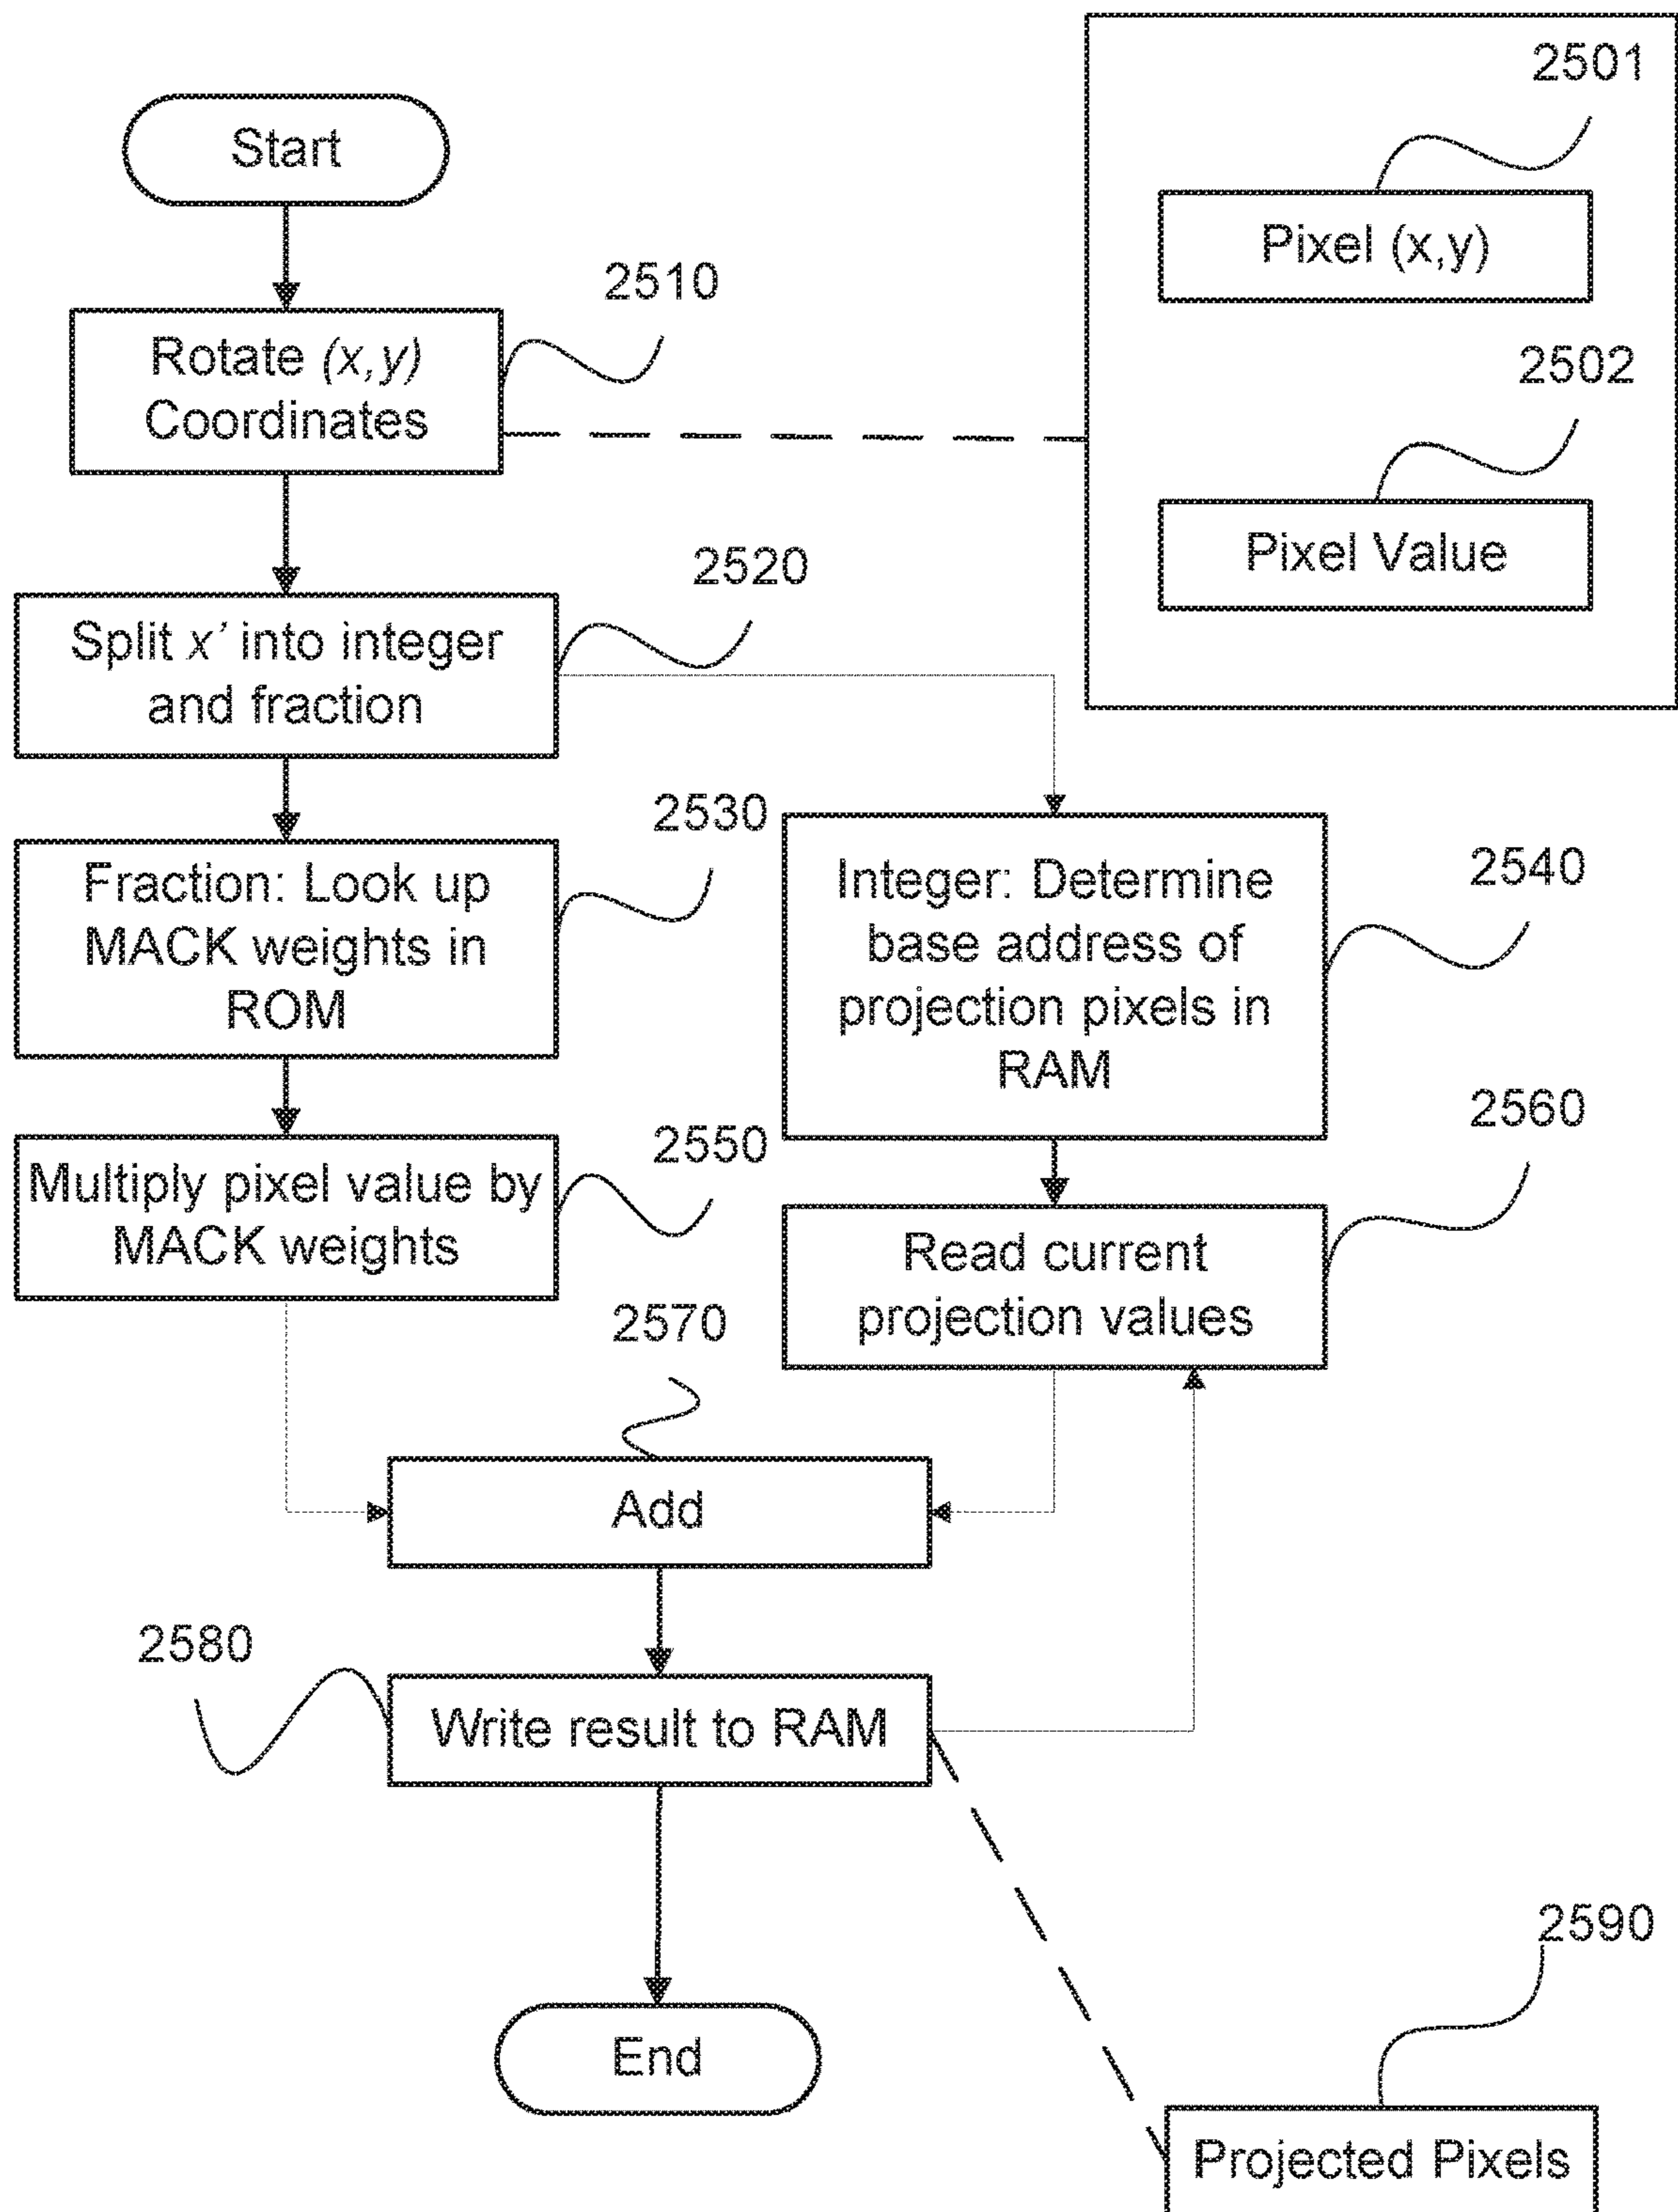 2501
Start
Pixel (x,y)
2510
Rotate (x,y)
Coordinates
2502
Pixel Value
2520
Split x’ into integer
and fraction
2530
Fraction: Look up
MACK weights in
ROM
2540
Integer: Determine
base address of
projection pixels in
RAM
2550
Multiply pixel value by
MACK weights
2560
Read current
projection values
2570
Add
2580
Write result to RAM
2590
End
Projected Pixels